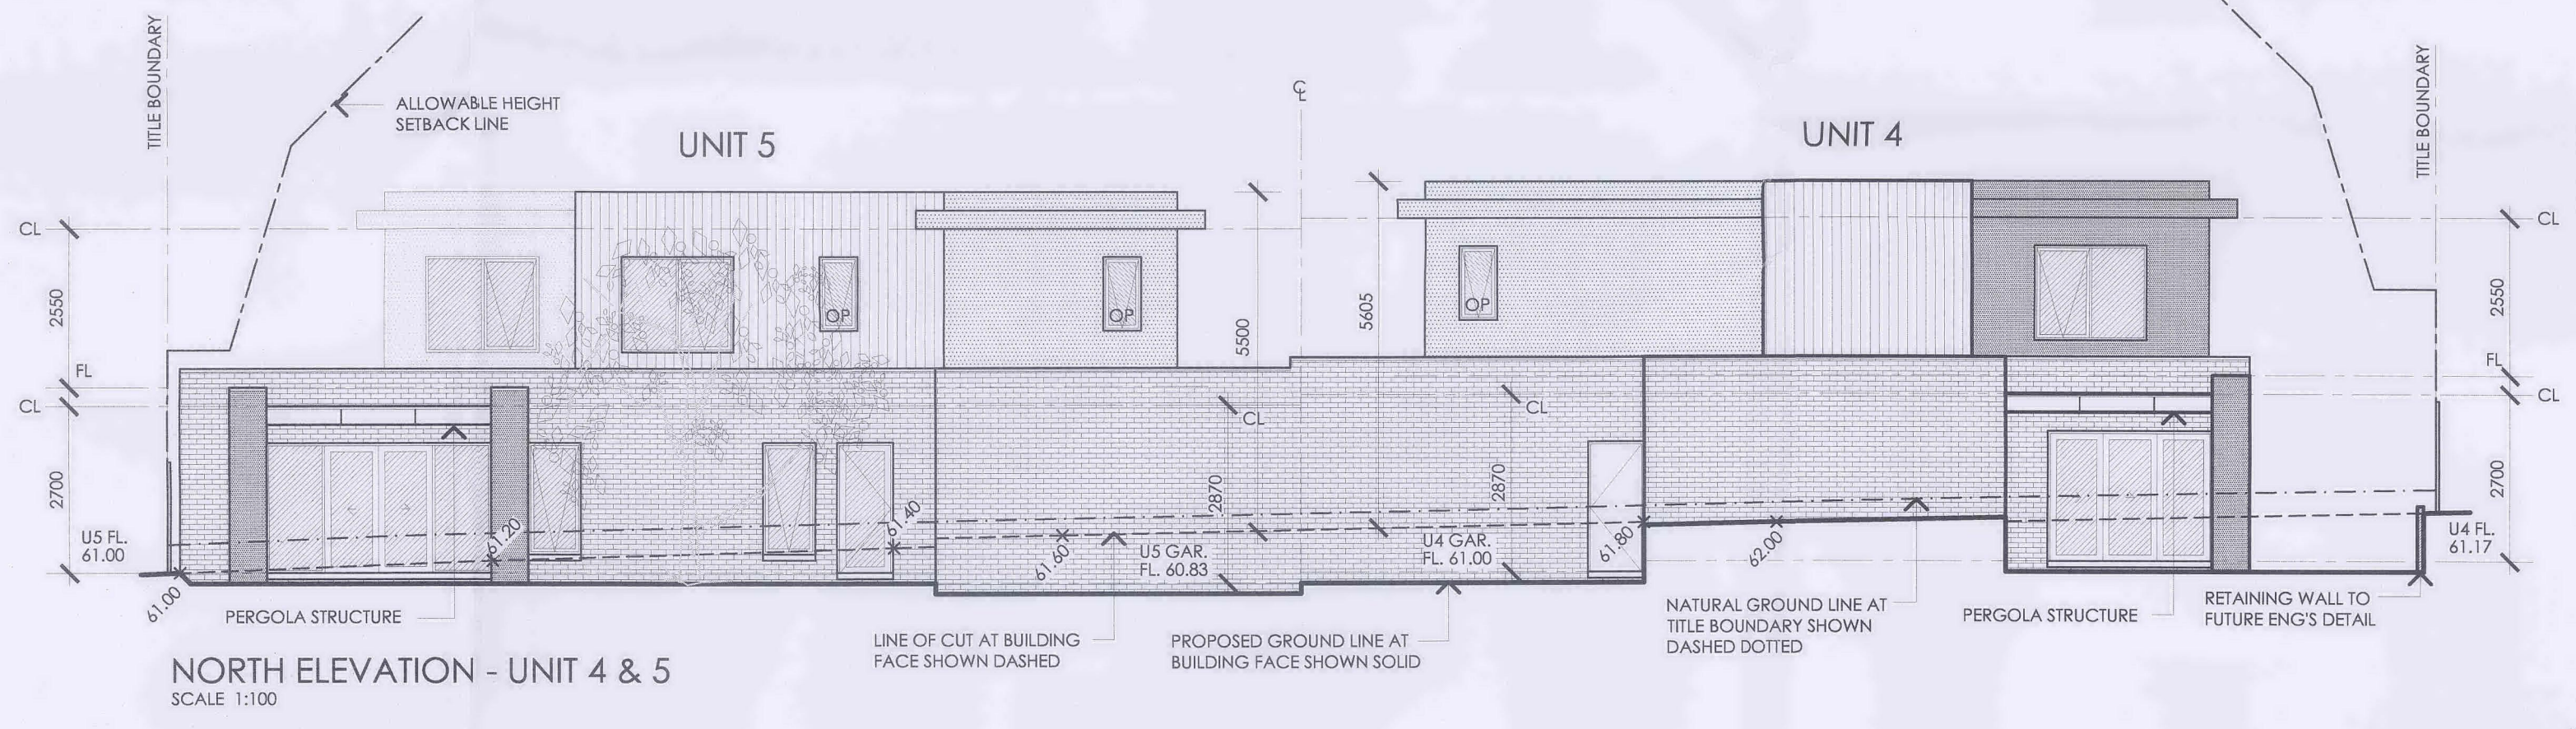 TITLE BOUNDARY
ALLOWABLE HEIGHT
SETBACK LINE
UNIT 5
℄
UNIT 4
TITLE BOUNDARY
CL
CL
2550
OP
OP
5500
5605
OP
2550
FL
FL
CL
CL
CL
CL
2700
2870
2870
2700
U5 FL.
61.00
61.00
61.20
61.40
61.60
U5 GAR.
FL. 60.83
U4 GAR.
FL. 61.00
61.80
62.00
U4 FL.
61.17
PERGOLA STRUCTURE
LINE OF CUT AT BUILDING
FACE SHOWN DASHED
PROPOSED GROUND LINE AT
BUILDING FACE SHOWN SOLID
NATURAL GROUND LINE AT
TITLE BOUNDARY SHOWN
DASHED DOTTED
PERGOLA STRUCTURE
RETAINING WALL TO
FUTURE ENG'S DETAIL
NORTH ELEVATION - UNIT 4 & 5
SCALE 1:100